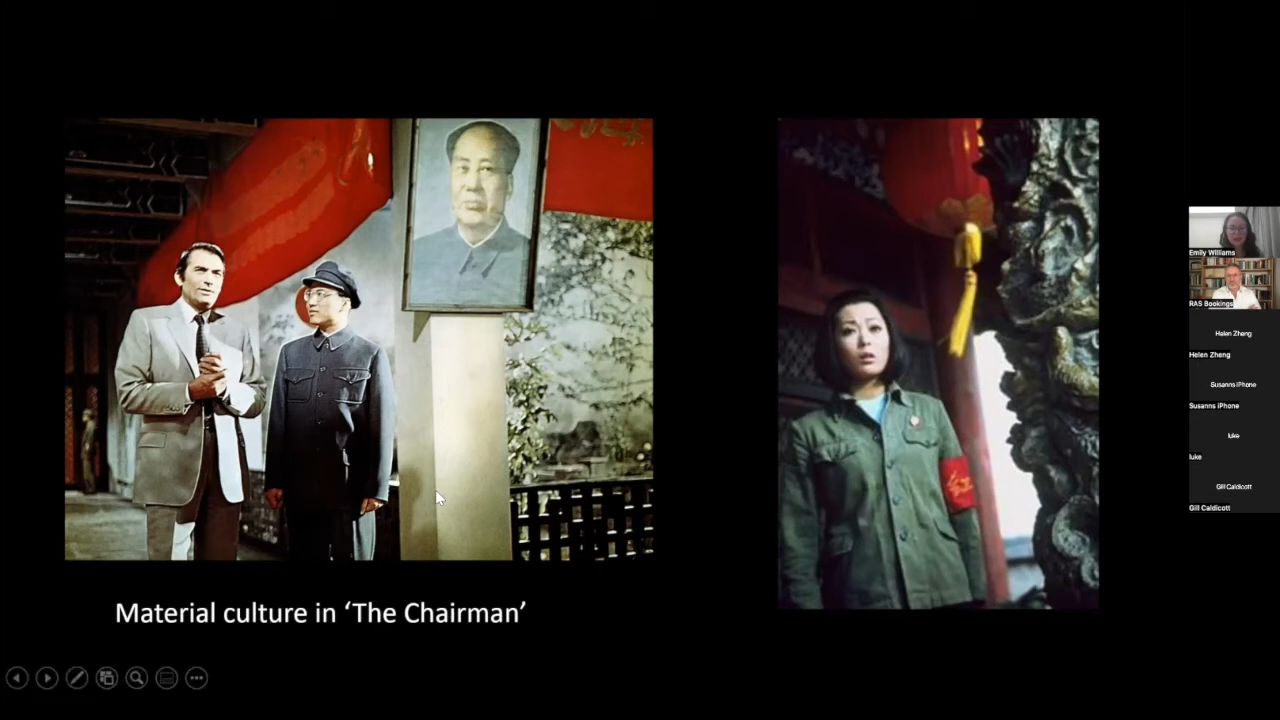 Material culture in ‘The Chairman’
Emily Williams
RAS Bookings
Helen Zheng
Helen Zheng
Susanns iPhone
Susanns iPhone
luke
luke
Gill Caldicott
Gill Caldicott